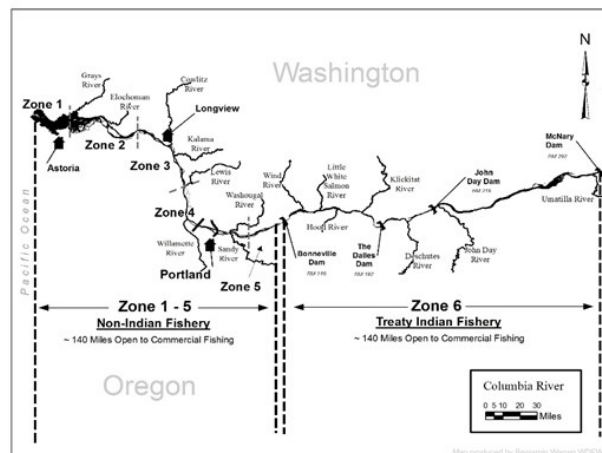 Washington
N
Zone 1
Grays
River
Elochoman
River
Cowlitz
River
Longview
Astoria
Zone 2
Kalama
River
Zone 3
Lewis
River
Zone 4
Washougal
River
Wind
River
Little
White
Salmon
River
Klickitat
River
John
Day Dam
McNary
Dam
Umatilla River
Pacific Ocean
Willamette
River
Portland
Sandy
River
Zone 5
Hood River
Bonneville
Dam
The
Dalles
Dam
Deschutes
River
John Day
River
Zone 1 - 5
Non-Indian Fishery
~ 140 Miles Open to Commercial Fishing
Zone 6
Treaty Indian Fishery
~ 140 Miles Open to Commercial Fishing
Oregon
Columbia River
0 5 10 20 30
Miles